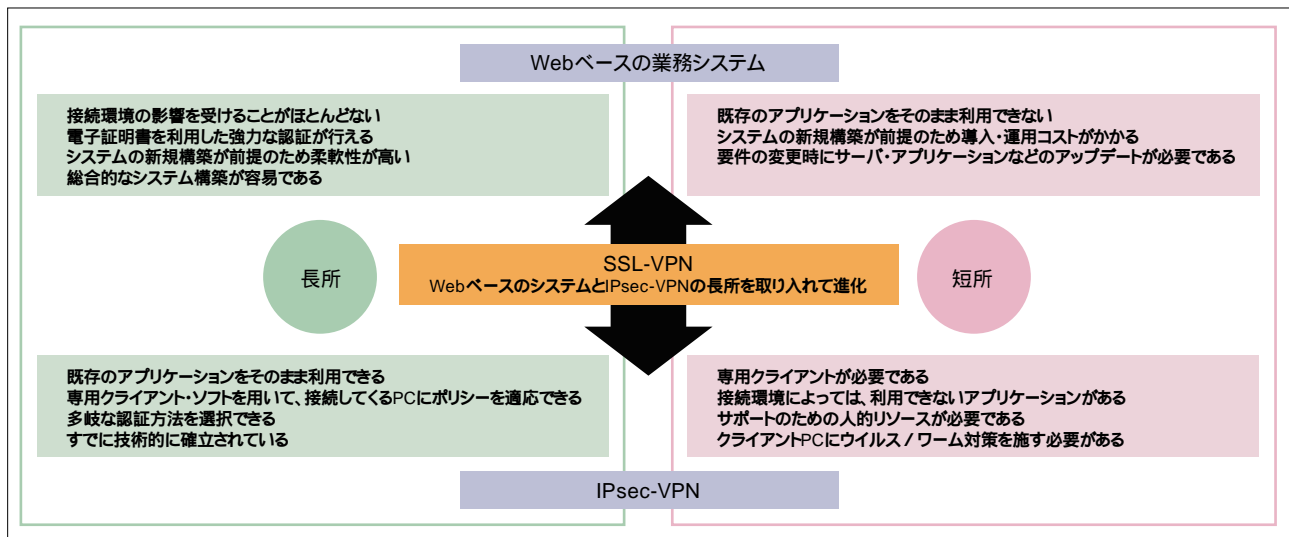 Webベースの業務システム
接続環境の影響を受けることがほとんどない
電子証明書を利用した強力な認証が行える
システムの新規構築が前提のため柔軟性が高い
総合的なシステム構築が容易である
既存のアプリケーションをそのまま利用できない
システムの新規構築が前提のため導入・運用コストがかかる
要件の変更時にサーバ・アプリケーションなどのアップデートが必要である
長所
SSL-VPN
WebベースのシステムとIPsec-VPNの長所を取り入れて進化
短所
既存のアプリケーションをそのまま利用できる
専用クライアント・ソフトを用いて、接続してくるPCにポリシーを適応できる
多岐な認証方法を選択できる
すでに技術的に確立されている
専用クライアントが必要である
接続環境によっては、利用できないアプリケーションがある
サポートのための人的リソースが必要である
クライアントPCにウイルス/ワーム対策を施す必要がある
IPsec-VPN